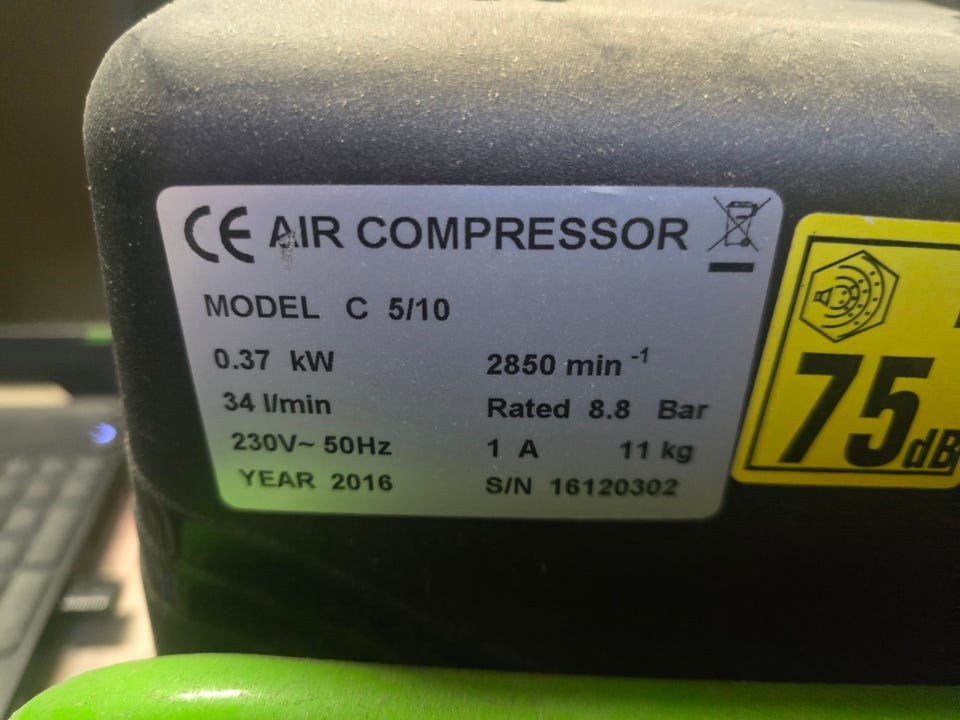 CE AIR COMPRESSOR
MODEL C 5/10
0.37 kW 2850 min -1
34 l/min Rated 8.8 Bar
230V~ 50Hz 1 A 11 kg
YEAR 2016 S/N 16120302
75dB